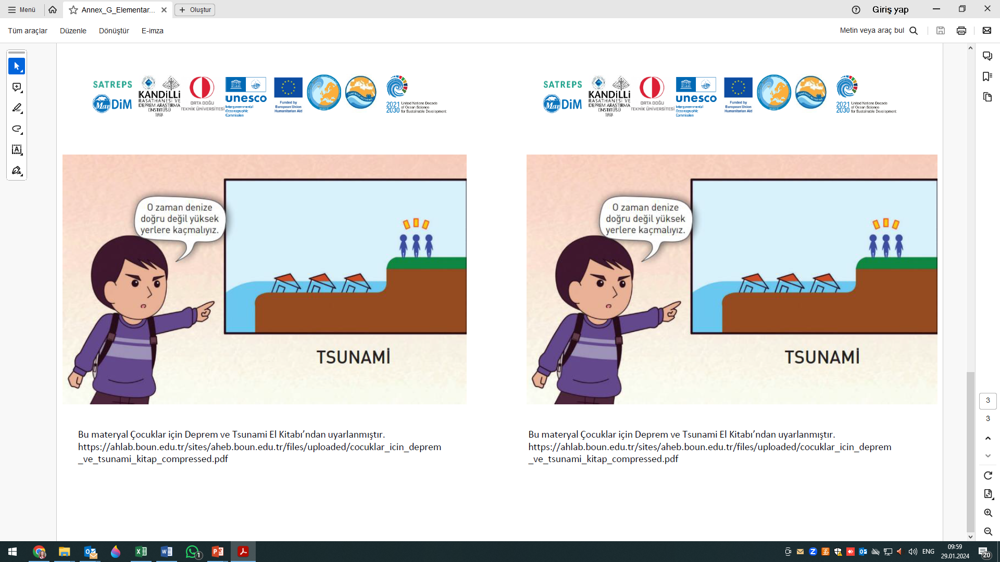 Menü
Annex_G_Elementar...
Oluştur
Giriş yap
Tüm araçlar
Düzenle
Dönüştür
E-imza
Metin veya araç bul
SATREPS
MarDiM
KANDİLLİ
RASATHANESİ VE
DEPREM ARAŞTIRMA
ENSTİTÜSÜ
1868
ORTA DOĞU
TEKNİK ÜNİVERSİTESİ
unesco
Intergovernmental
Oceanographic
Commission
Funded by
European Union
Humanitarian Aid
2021
2030
United Nations Decade
of Ocean Science
for Sustainable Development
SATREPS
MarDiM
KANDİLLİ
RASATHANESİ VE
DEPREM ARAŞTIRMA
ENSTİTÜSÜ
1868
ORTA DOĞU
TEKNİK ÜNİVERSİTESİ
unesco
Intergovernmental
Oceanographic
Commission
Funded by
European Union
Humanitarian Aid
2021
2030
United Nations Decade
of Ocean Science
for Sustainable Development
O zaman denize
doğru değil yüksek
yerlere kaçmalıyız.
TSUNAMİ
O zaman denize
doğru değil yüksek
yerlere kaçmalıyız.
TSUNAMİ
Bu materyal Çocuklar için Deprem ve Tsunami El Kitabı’ndan uyarlanmıştır.
https://ahlab.boun.edu.tr/sites/aheb.boun.edu.tr/files/uploaded/cocuklar_icin_deprem
_ve_tsunami_kitap_compressed.pdf
Bu materyal Çocuklar için Deprem ve Tsunami El Kitabı’ndan uyarlanmıştır.
https://ahlab.boun.edu.tr/sites/aheb.boun.edu.tr/files/uploaded/cocuklar_icin_deprem
_ve_tsunami_kitap_compressed.pdf
3
3
1
ENG
09:59
29.01.2024
20